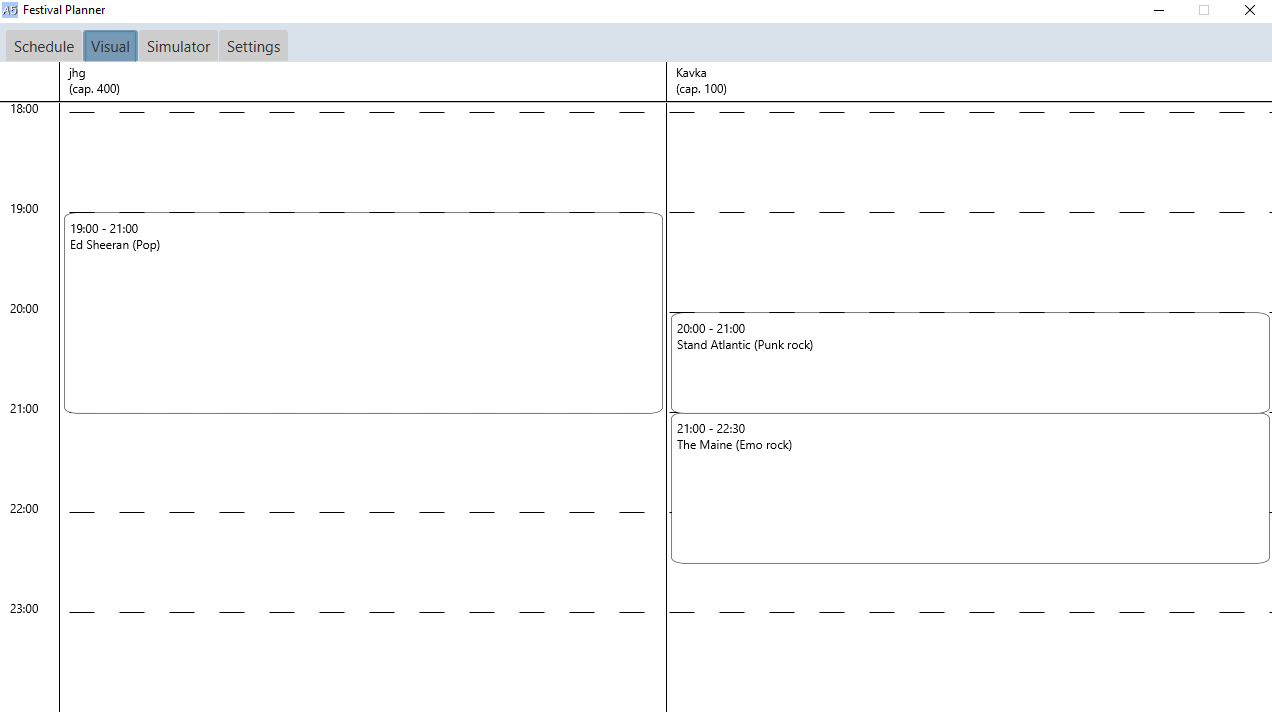 A5 Festival Planner
Schedule Visual Simulator Settings
jhg
(cap. 400)
Kavka
(cap. 100)
18:00
19:00
19:00 - 21:00
Ed Sheeran (Pop)
20:00
20:00 - 21:00
Stand Atlantic (Punk rock)
21:00
21:00 - 22:30
The Maine (Emo rock)
22:00
23:00